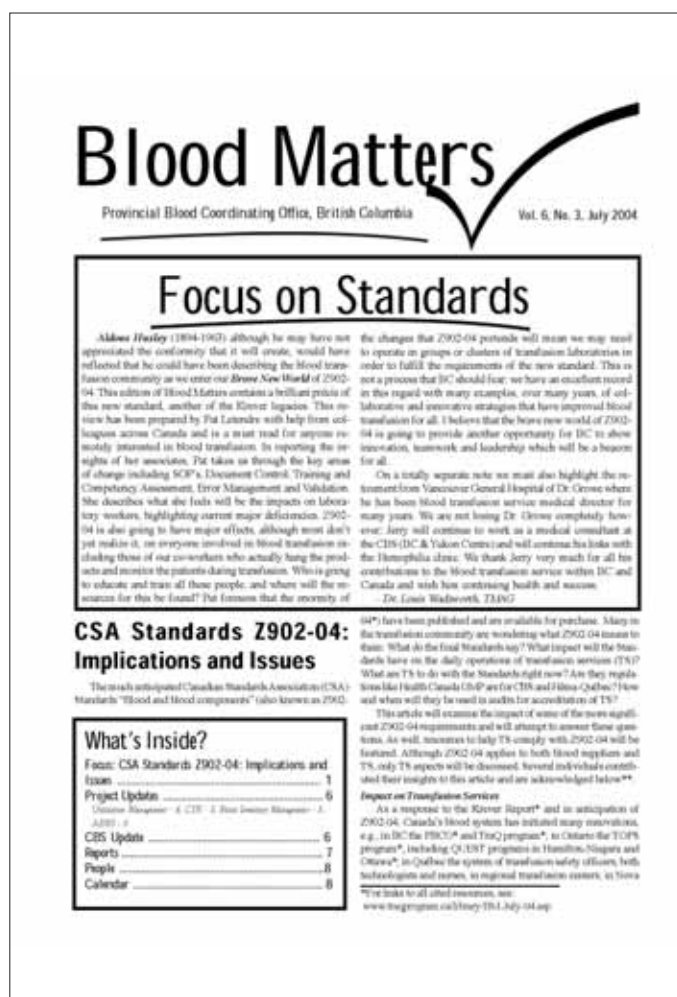 Blood Matters
Provincial Blood Coordinating Office, British Columbia
Vol. 6, No. 3, July 2004
Focus on Standards
Aldous Huxley (1894-1963) although he may have not
appreciated the conformity that it will create, would have
reflected that he could have been describing the blood trans-
fusion community as we enter our Brave New World of Z902-
04. This edition of Blood Matters contains a brilliant précis of
this new standard, another of the Krever legacies. This re-
view has been prepared by Pat Letendre with help from col-
leagues across Canada and is a must read for anyone re-
motely interested in blood transfusion. In reporting the in-
sights of her associates, Pat takes us through the key areas
of change including SOP's, Document Control, Training and
Competency Assessment, Error Management and Validation.
She describes what she feels will be the impacts on labora-
tory workers, highlighting current major deficiencies. Z902-
04 is also going to have major effects, although most don't
yet realize it, on everyone involved in blood transfusion in-
cluding those of our co-workers who actually hang the prod-
ucts and monitor the patients during transfusion. Who is going
to educate and train all these people, and where will the re-
sources for this be found? Pat foresees that the enormity of
the changes that Z902-04 pretends will mean we may need
to operate in groups or clusters of transfusion laboratories in
order to fulfill the requirements of the new standard. This is
not a process that BC should fear; we have an excellent record
in this regard with many examples, over many years, of col-
laborative and innovative strategies that have improved blood
transfusion for all. I believe that the brave new world of Z902-
04 is going to provide another opportunity for BC to show
innovation, teamwork and leadership which will be a beacon
for all.
On a totally separate note we must also highlight the re-
tirement from Vancouver General Hospital of Dr. Growe where
he has been blood transfusion service medical director for
many years. We are not losing Dr. Growe completely how-
ever; Jerry will continue to work as a medical consultant at
the CBS (BC & Yukon Centre) and will continue his links with
the Hemophilia clinic. We thank Jerry very much for all his
contributions to the blood transfusion service within BC and
Canada and wish him continuing health and success.
- Dr. Louis Wadsworth, TMAG
CSA Standards Z902-04:
Implications and Issues
The much anticipated Canadian Standards Association (CSA)
Standards "Blood and blood components" (also known as Z902-
What's Inside?
Focus: CSA Standards Z902-04: Implications and
Issues 1
Project Updates 6
CBS Update 6
Reports 7
People 8
Calendar 8
04*) have been published and are available for purchase. Many in
the transfusion community are wondering what Z902-04 means to
them: What do the final Standards say? What impact will the Stan-
dards have on the daily operations of transfusion services (TS)?
What are TS to do with the Standards right now? Are they regula-
tions like Health Canada GMP are for CBS and Héma-Québec? How
and when will they be used in audits for accreditation of TS?
This article will examine the impact of some of the more signifi-
cant Z902-04 requirements and will attempt to answer these ques-
tions. As well, resources to help TS comply with Z902-04 will be
featured. Although Z902-04 applies to both blood suppliers and
TS, only TS aspects will be discussed. Several individuals contrib-
uted their insights to this article and are acknowledged below**.
Impact on Transfusion Services
As a response to the Krever Report* and in anticipation of
Z902-04, Canada's blood system has initiated many innovations,
e.g., in BC the PBCO* and TraQ program*, in Ontario the TOPS
program*, including QUEST programs in Hamilton-Niagara and
Ottawa*, in Québec the system of transfusion safety officers, both
technologists and nurses, in regional transfusion centres, in Nova
*For links to all cited resources, see